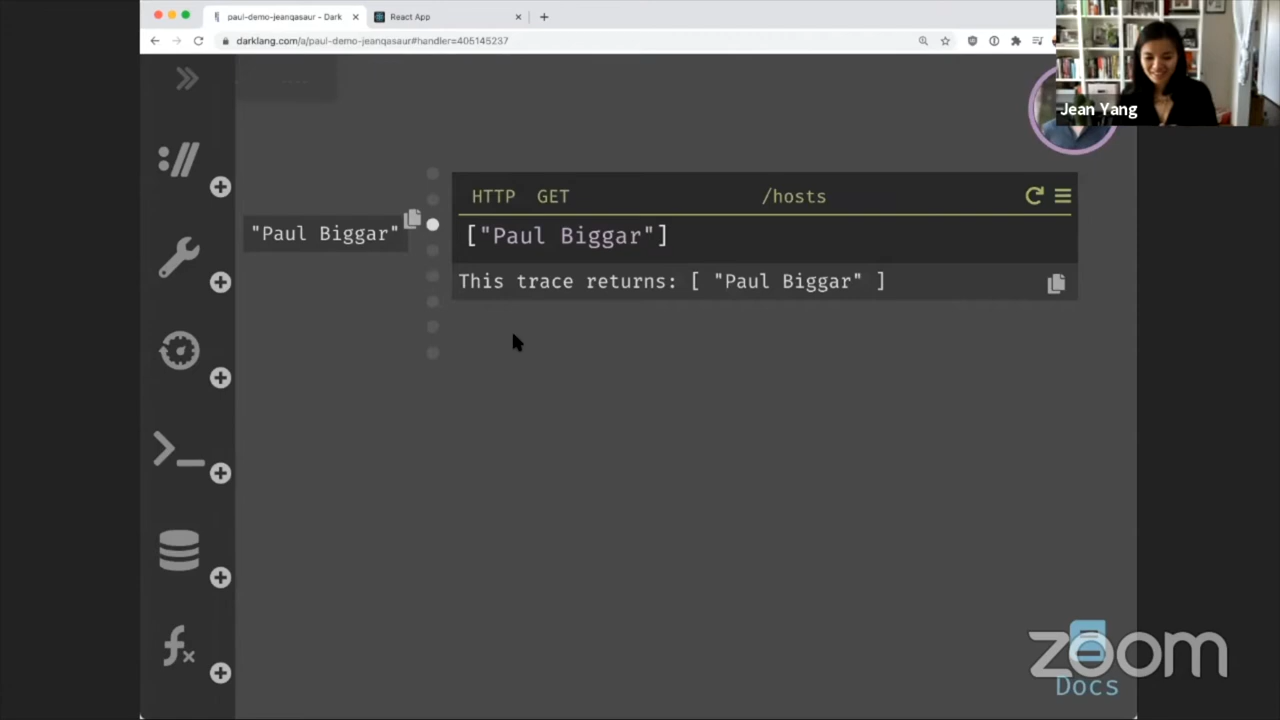 paul-demo-jeanqasaur - Dark
React App
darklang.com/a/paul-demo-jeanqasaur#handler=405145237
Jean Yang
HTTP GET /hosts
"Paul Biggar"
["Paul Biggar"]
This trace returns: [ "Paul Biggar" ]
fx
zoom
Docs